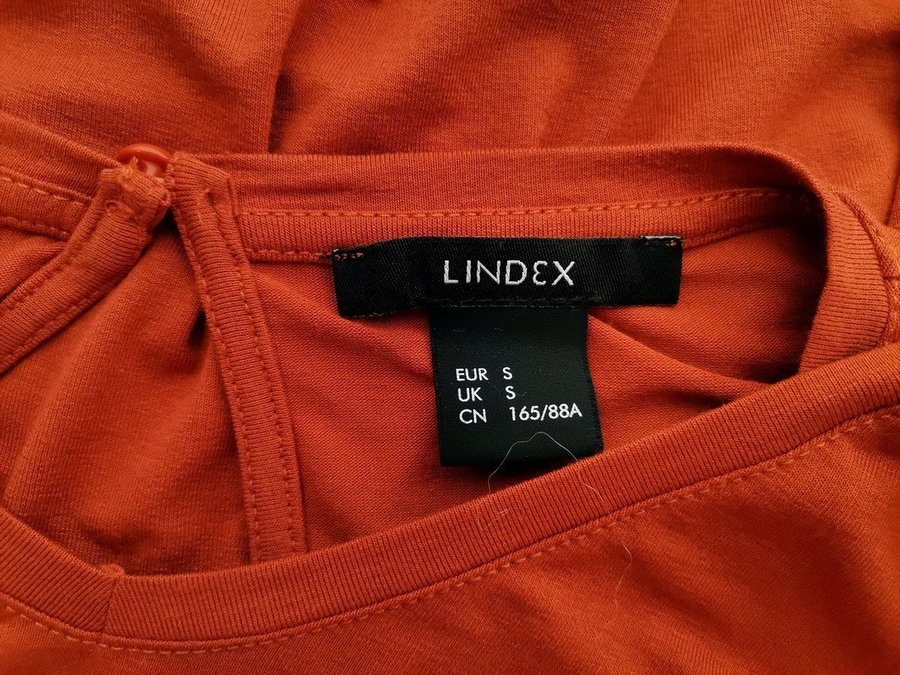 LINDEX
EUR S
UK S
CN 165/88A